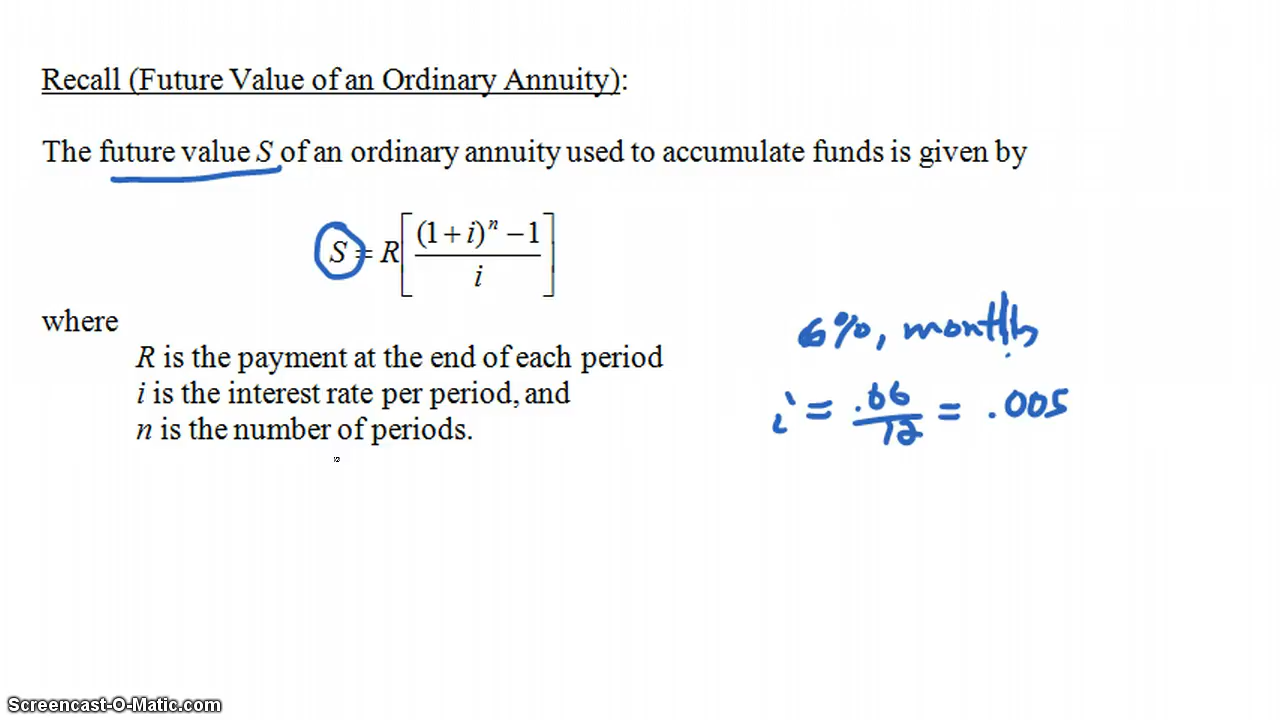 Recall (Future Value of an Ordinary Annuity):
The future value S of an ordinary annuity used to accumulate funds is given by
S = R[((1 + i)^n − 1)/i]
where
R is the payment at the end of each period
i is the interest rate per period, and
n is the number of periods.
6%, monthly
i = .06/12 = .005
Screencast-O-Matic.com